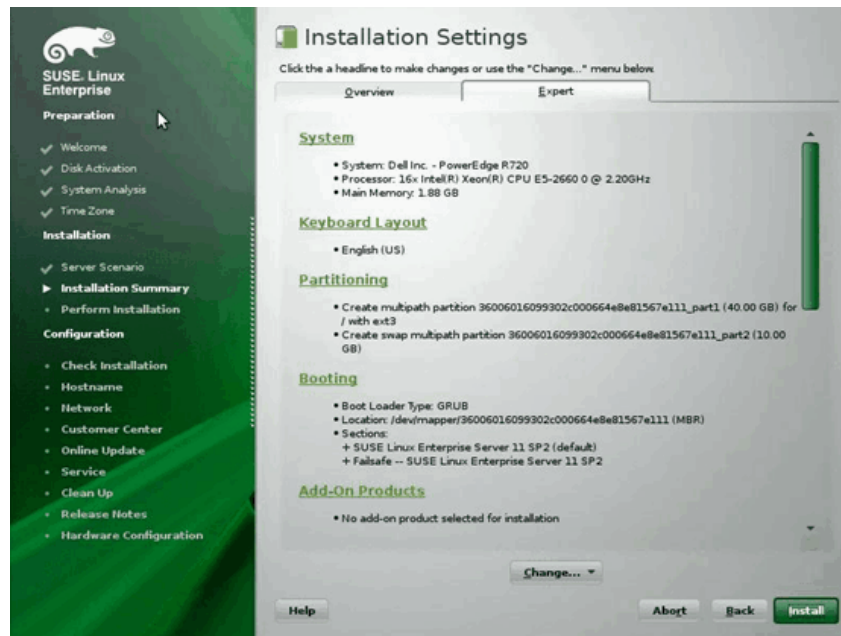 SUSE. Linux
Enterprise
Preparation
Welcome
Disk Activation
System Analysis
Time Zone
Installation
Server Scenario
Installation Summary
Perform Installation
Configuration
Check Installation
Hostname
Network
Customer Center
Online Update
Service
Clean Up
Release Notes
Hardware Configuration
Installation Settings
Click the a headline to make changes or use the "Change..." menu below.
Overview
Expert
System
• System: Dell Inc. - PowerEdge R720
• Processor: 16x Intel(R) Xeon(R) CPU E5-2660 0 @ 2.20GHz
• Main Memory: 1.88 GB
Keyboard Layout
• English (US)
Partitioning
• Create multipath partition 36006016099302c000664e8e81567e111_part1 (40.00 GB) for
/ with ext3
• Create swap multipath partition 36006016099302c000664e8e81567e111_part2 (10.00
GB)
Booting
• Boot Loader Type: GRUB
• Location: /dev/mapper/36006016099302c000664e8e81567e111 (MBR)
• Sections:
+ SUSE Linux Enterprise Server 11 SP2 (default)
+ Failsafe -- SUSE Linux Enterprise Server 11 SP2
Add-On Products
• No add-on product selected for installation
Change...
Help
Abort
Back
Install